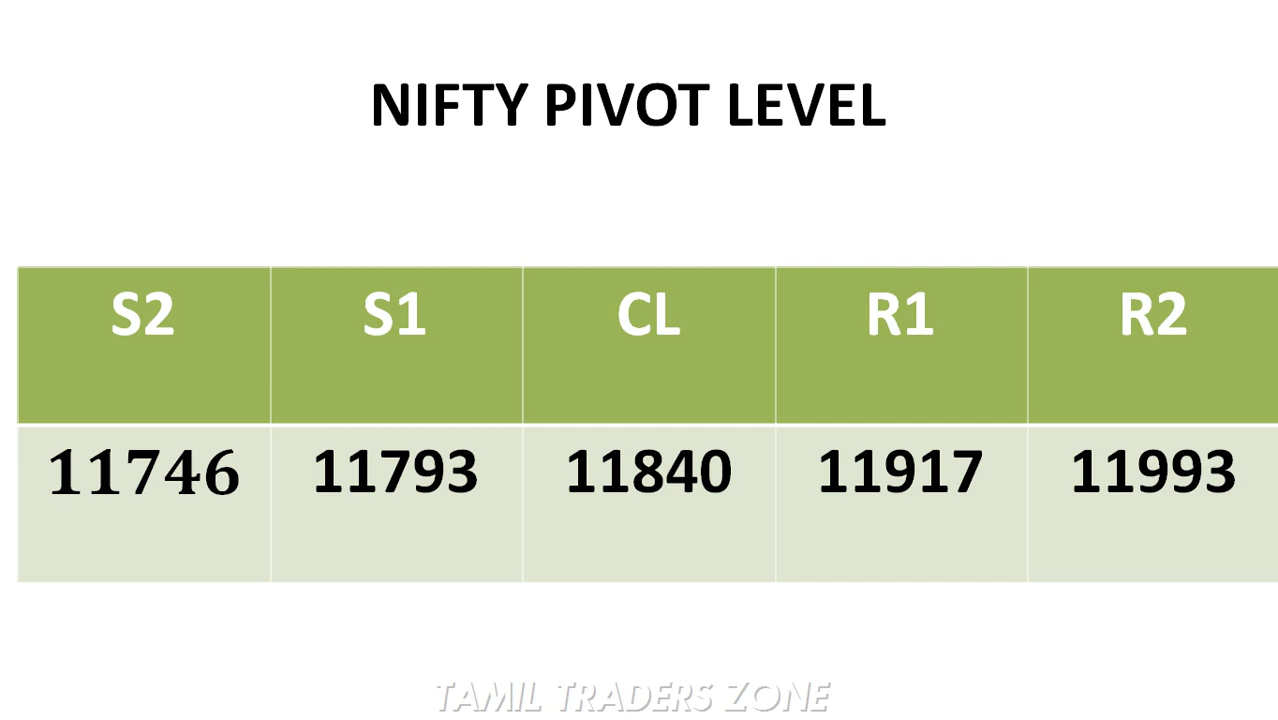 NIFTY PIVOT LEVEL
S2 S1 CL R1 R2
11746 11793 11840 11917 11993
TAMIL TRADERS ZONE